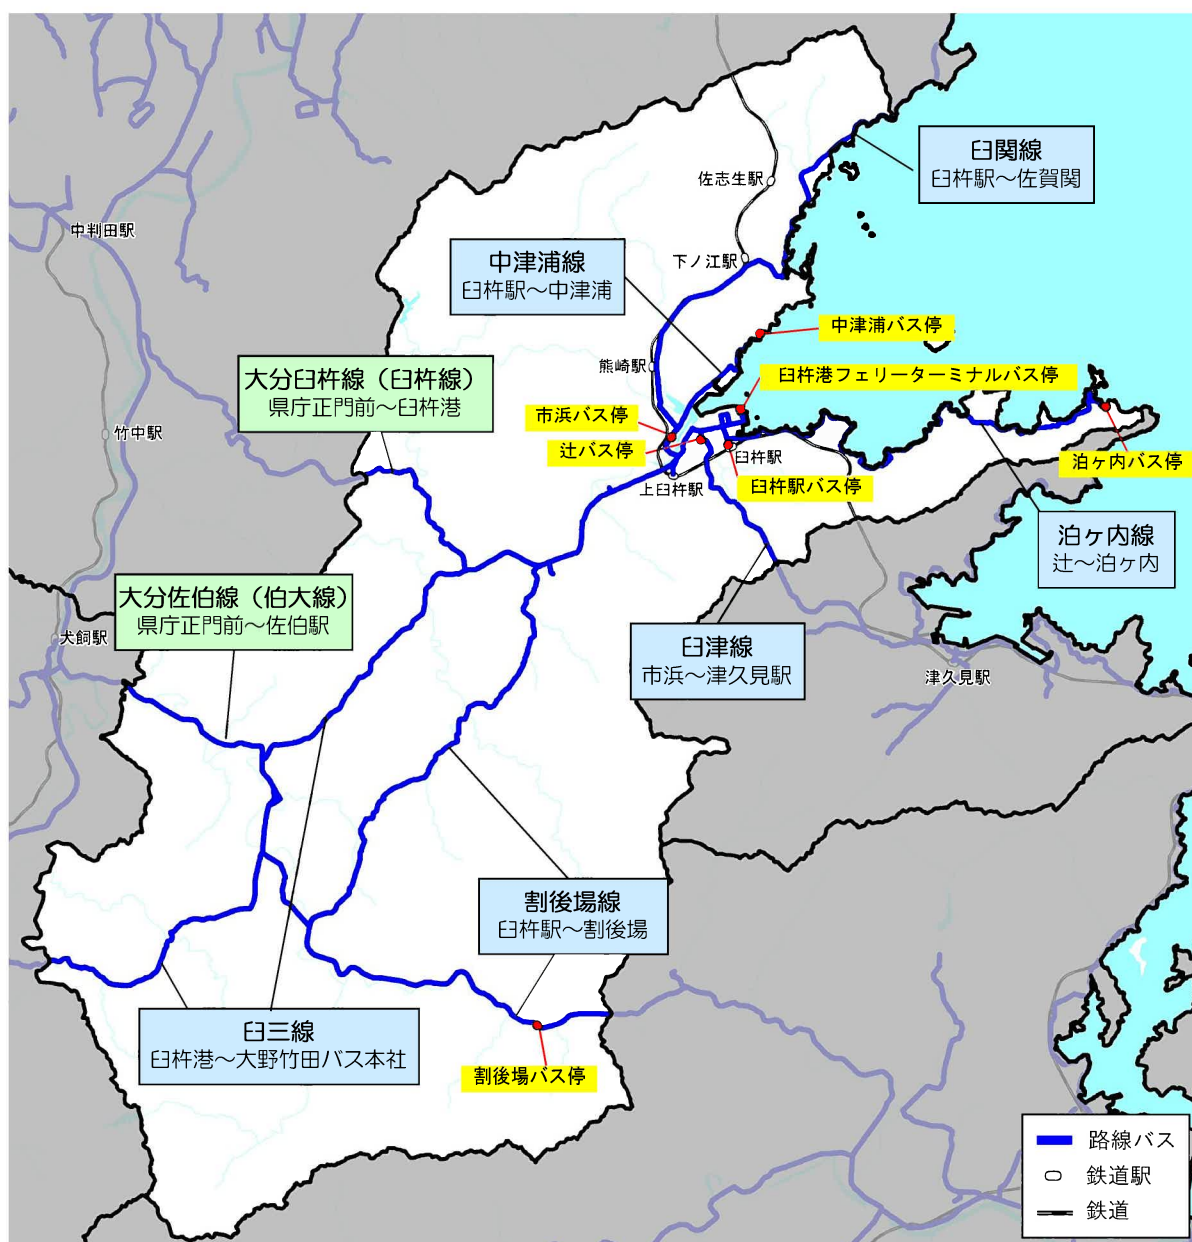 臼関線
臼杵駅～佐賀関
佐志生駅
中判田駅
下ノ江駅
中津浦線
臼杵駅～中津浦
中津浦バス停
熊崎駅
臼杵港フェリーターミナルバス停
大分臼杵線（臼杵線）
県庁正門前～臼杵港
市浜バス停
竹中駅
辻バス停
臼杵駅
泊ヶ内バス停
上臼杵駅
臼杵駅バス停
泊ヶ内線
辻～泊ヶ内
大分佐伯線（伯大線）
県庁正門前～佐伯駅
犬飼駅
臼津線
市浜～津久見駅
津久見駅
割後場線
臼杵駅～割後場
臼三線
臼杵港～大野竹田バス本社
割後場バス停
路線バス
鉄道駅
鉄道